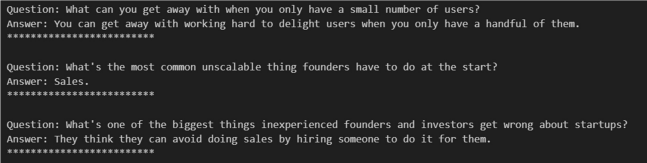 Question: What can you get away with when you only have a small number of users?
Answer: You can get away with working hard to delight users when you only have a handful of them.
*************************
Question: What's the most common unscalable thing founders have to do at the start?
Answer: Sales.
*************************
Question: What's one of the biggest things inexperienced founders and investors get wrong about startups?
Answer: They think they can avoid doing sales by hiring someone to do it for them.
*************************